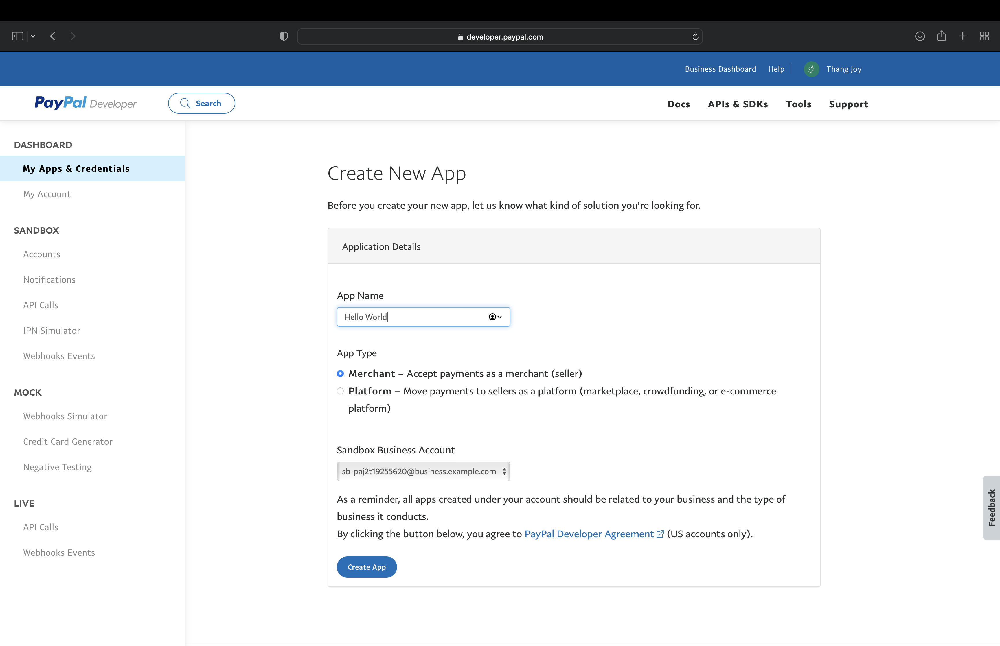 developer.paypal.com
Business Dashboard Help Thang Joy
PayPal Developer Search Docs APIs & SDKs Tools Support
DASHBOARD
My Apps & Credentials
My Account
SANDBOX
Accounts
Notifications
API Calls
IPN Simulator
Webhooks Events
MOCK
Webhooks Simulator
Credit Card Generator
Negative Testing
LIVE
API Calls
Webhooks Events
Create New App
Before you create your new app, let us know what kind of solution you're looking for.
Application Details
App Name
Hello World
App Type
Merchant – Accept payments as a merchant (seller)
Platform – Move payments to sellers as a platform (marketplace, crowdfunding, or e-commerce
platform)
Sandbox Business Account
sb-paj2t19255620@business.example.com
As a reminder, all apps created under your account should be related to your business and the type of
business it conducts.
By clicking the button below, you agree to PayPal Developer Agreement (US accounts only).
Create App
Feedback